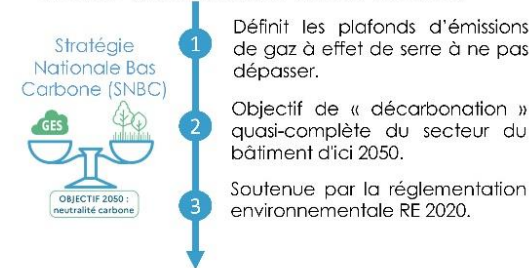 Stratégie
Nationale Bas
Carbone (SNBC)
GES
OBJECTIF 2050 :
neutralité carbone
1
Définit les plafonds d'émissions
de gaz à effet de serre à ne pas
dépasser.
2
Objectif de « décarbonation »
quasi-complète du secteur du
bâtiment d'ici 2050.
3
Soutenue par la réglementation
environnementale RE 2020.